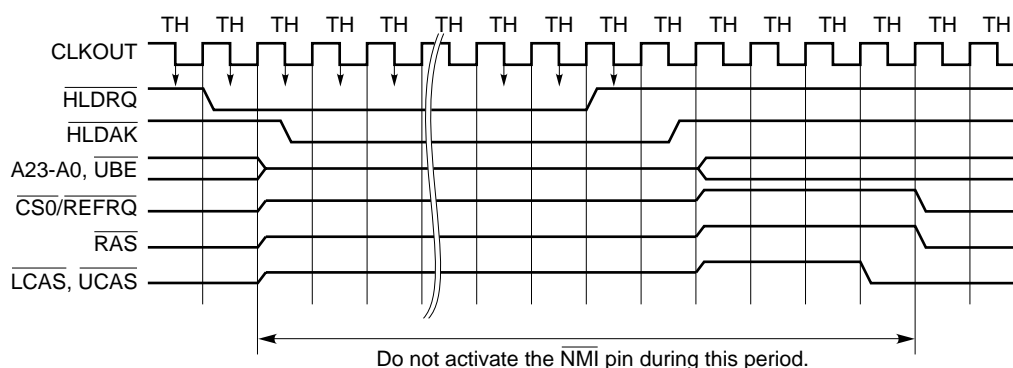 TH TH TH TH TH TH TH TH TH TH TH TH TH TH TH TH
CLKOUT
HLDRQ
HLDAK
A23-A0, UBE
CS0/REFRQ
RAS
LCAS, UCAS
Do not activate the NMI pin during this period.